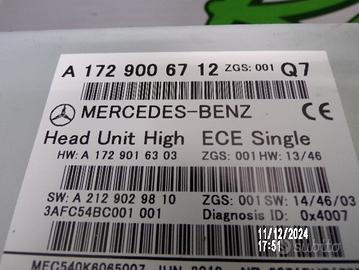 A 172 900 67 12 ZGS: 001 Q7
MERCEDES-BENZ CE
Head Unit High ECE Single
HW: A 172 901 63 03 ZGS: 001 HW: 13/46
SW: A 212 902 98 10 ZGS: 001 SW: 14/46/03
3AFC54BC001 001 Diagnosis ID: 0x4007
11/12/2024
17:51
subito